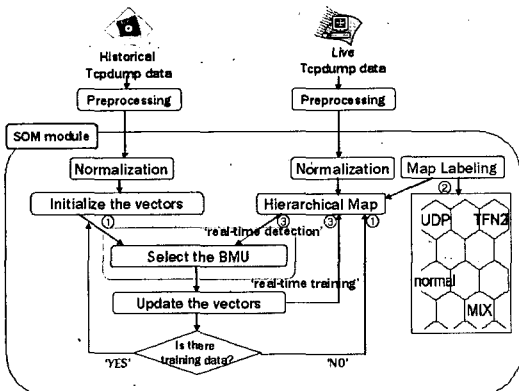 Historical
Tcpdump data
Live
Tcpdump data
Preprocessing
Preprocessing
SOM module
Normalization
Normalization
Map Labeling
Initialize the vectors
Hierarchical Map
①
③
③
①
②
'real-time detection'
Select the BMU
'real-time training'
Update the vectors
Is there
training data?
'YES'
'NO'
UDP
TFN2
normal
MIX